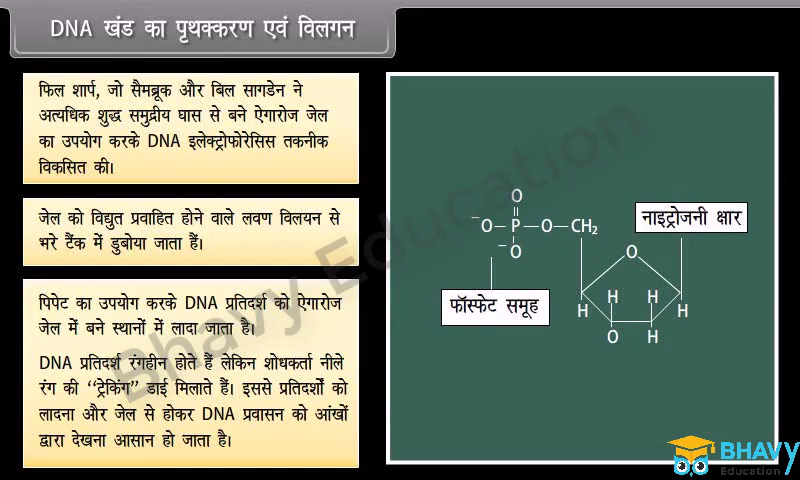 DNA खंड का पृथक्करण एवं विलगन
फिल शार्प, जो सैमब्रूक और बिल सागडेन ने
अत्यधिक शुद्ध समुद्रीय घास से बने ऐगारोज जेल
का उपयोग करके DNA इलेक्ट्रोफोरेसिस तकनीक
विकसित की।
जेल को विद्युत प्रवाहित होने वाले लवण विलयन से
भरे टैंक में डुबोया जाता हैं।
पिपेट का उपयोग करके DNA प्रतिदर्श को ऐगारोज
जेल में बने स्थानों में लादा जाता है।
DNA प्रतिदर्श रंगहीन होते हैं लेकिन शोधकर्ता नीले
रंग की “ट्रेकिंग” डाई मिलाते हैं। इससे प्रतिदर्शों को
लादना और जेल से होकर DNA प्रवासन को आंखों
द्वारा देखना आसान हो जाता है।
O
⁻O–P–O–CH₂
⁻O
नाइट्रोजनी क्षार
फॉस्फेट समूह
O
H H
H H
O H
Bhavy Education
BHAVY
Education